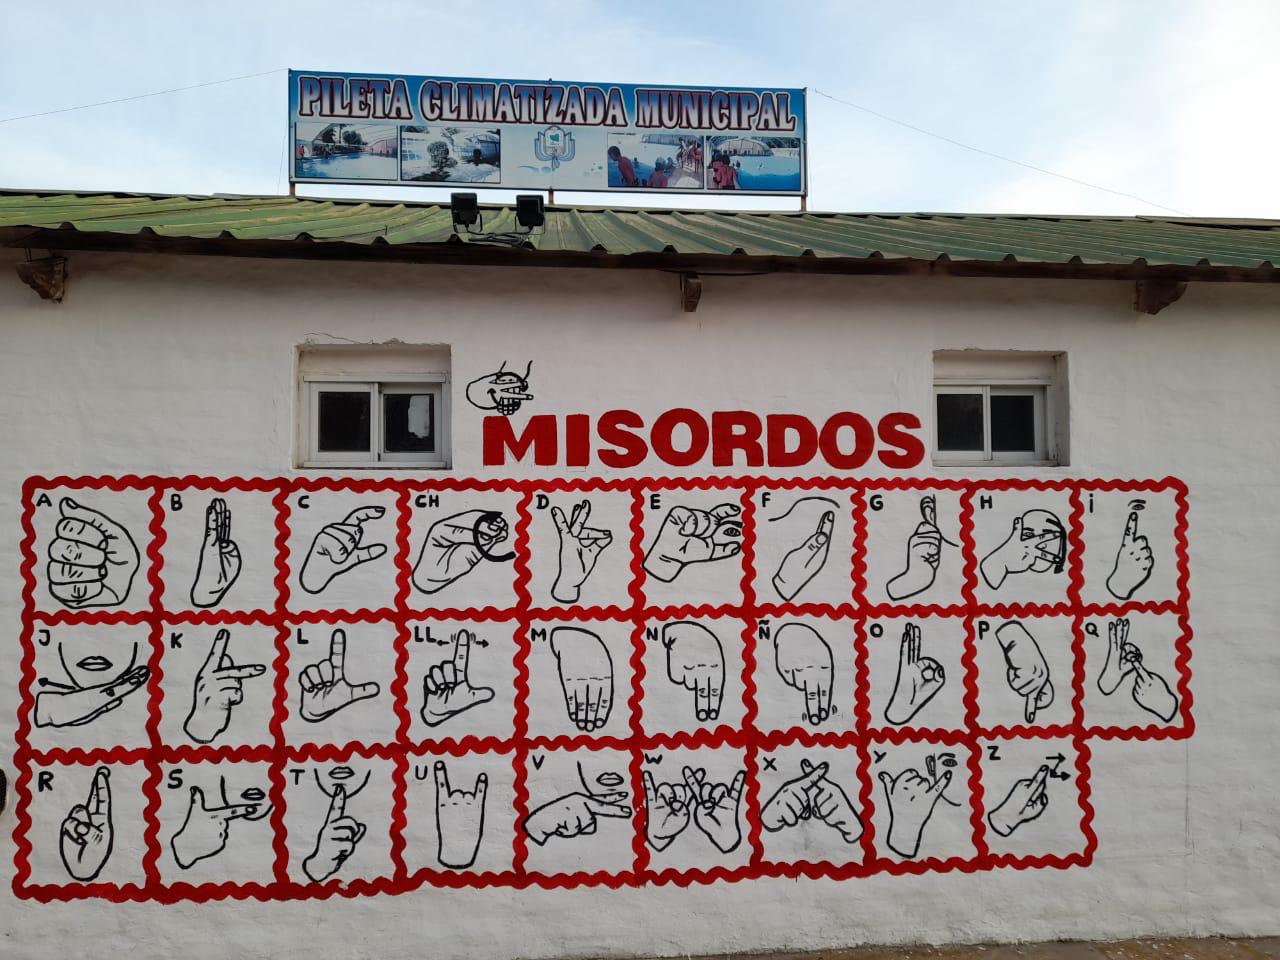 PILETA CLIMATIZADA MUNICIPAL
MISORDOS
A B C CH D E F G H i
J K L LL M N Ñ O P Q
R S T U V W X Y Z